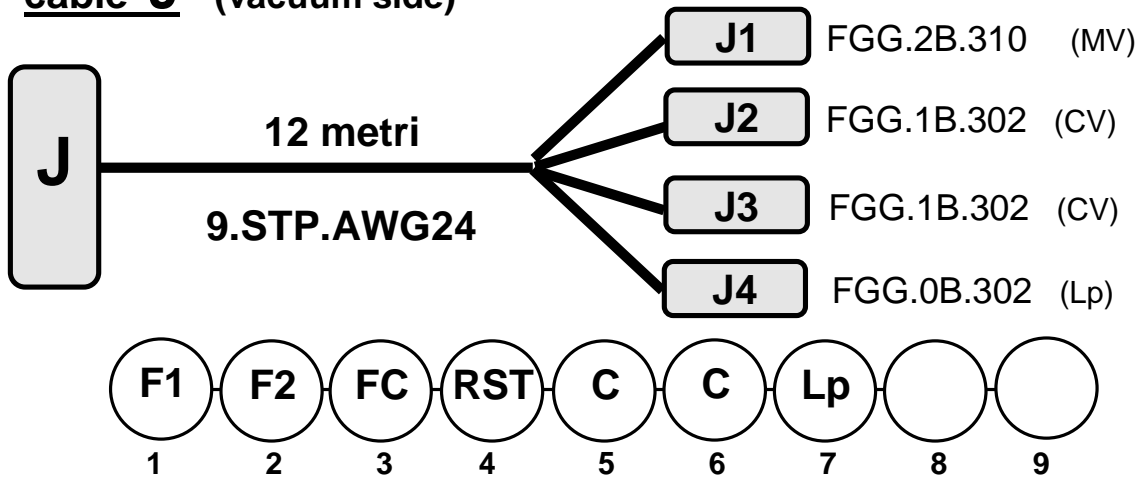 cable J (vacuum side)
J1 FGG.2B.310 (MV)
12 metri
J2 FGG.1B.302 (CV)
J
J3 FGG.1B.302 (CV)
9.STP.AWG24
J4 FGG.0B.302 (Lp)
F1 F2 FC RST C C Lp
1 2 3 4 5 6 7 8 9